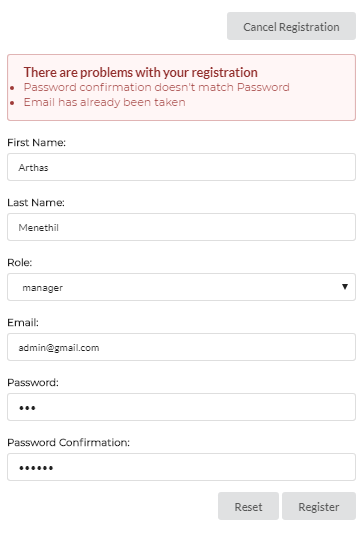 Cancel Registration
There are problems with your registration
Password confirmation doesn't match Password
Email has already been taken
First Name:
Arthas
Last Name:
Menethil
Role:
manager
Email:
admin@gmail.com
Password:
•••
Password Confirmation:
••••••
Reset Register